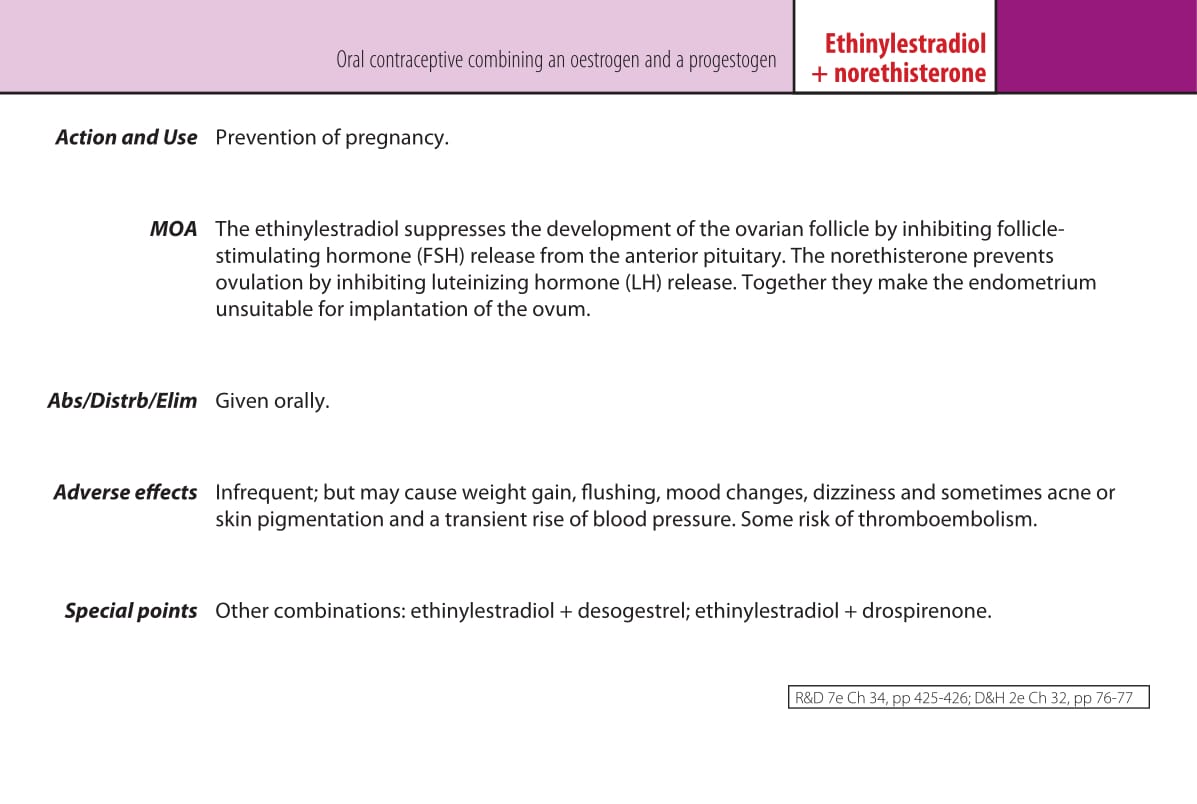 Oral contraceptive combining an oestrogen and a progestogen
Ethinylestradiol
+ norethisterone
Action and Use Prevention of pregnancy.
MOA The ethinylestradiol suppresses the development of the ovarian follicle by inhibiting follicle-
stimulating hormone (FSH) release from the anterior pituitary. The norethisterone prevents
ovulation by inhibiting luteinizing hormone (LH) release. Together they make the endometrium
unsuitable for implantation of the ovum.
Abs/Distrb/Elim Given orally.
Adverse effects Infrequent; but may cause weight gain, flushing, mood changes, dizziness and sometimes acne or
skin pigmentation and a transient rise of blood pressure. Some risk of thromboembolism.
Special points Other combinations: ethinylestradiol + desogestrel; ethinylestradiol + drospirenone.
R&D 7e Ch 34, pp 425-426; D&H 2e Ch 32, pp 76-77